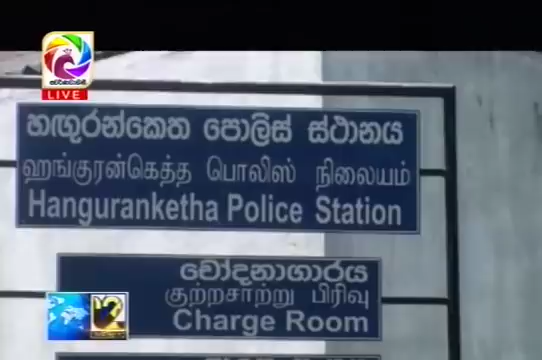 LIVE
හඟුරන්කෙත පොලිස් ස්ථානය
ஹங்குரன்கெத்த பொலிஸ் நிலையம்
Hanguranketha Police Station
චෝදනාගාරය
குற்றசாற்று பிரிவு
Charge Room